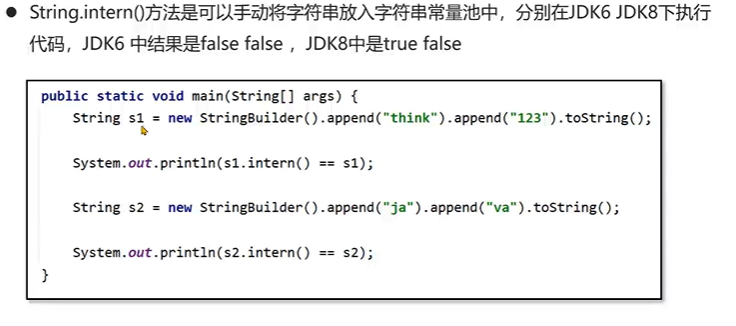 ● String.intern()方法是可以手动将字符串放入字符串常量池中，分别在JDK6 JDK8下执行
代码，JDK6 中结果是false false ，JDK8中是true false
public static void main(String[] args) {
String s1 = new StringBuilder().append("think").append("123").toString();
System.out.println(s1.intern() == s1);
String s2 = new StringBuilder().append("ja").append("va").toString();
System.out.println(s2.intern() == s2);
}